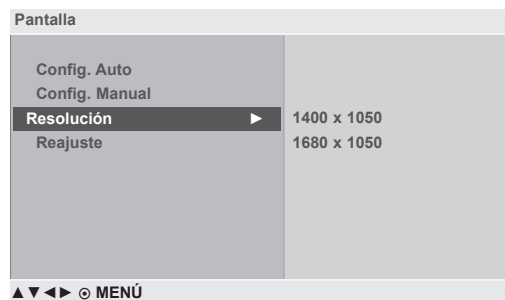 Pantalla
Config. Auto
Config. Manual
Resolución ► 1400 x 1050
Reajuste 1680 x 1050
▲▼◄► ⊙ MENÚ